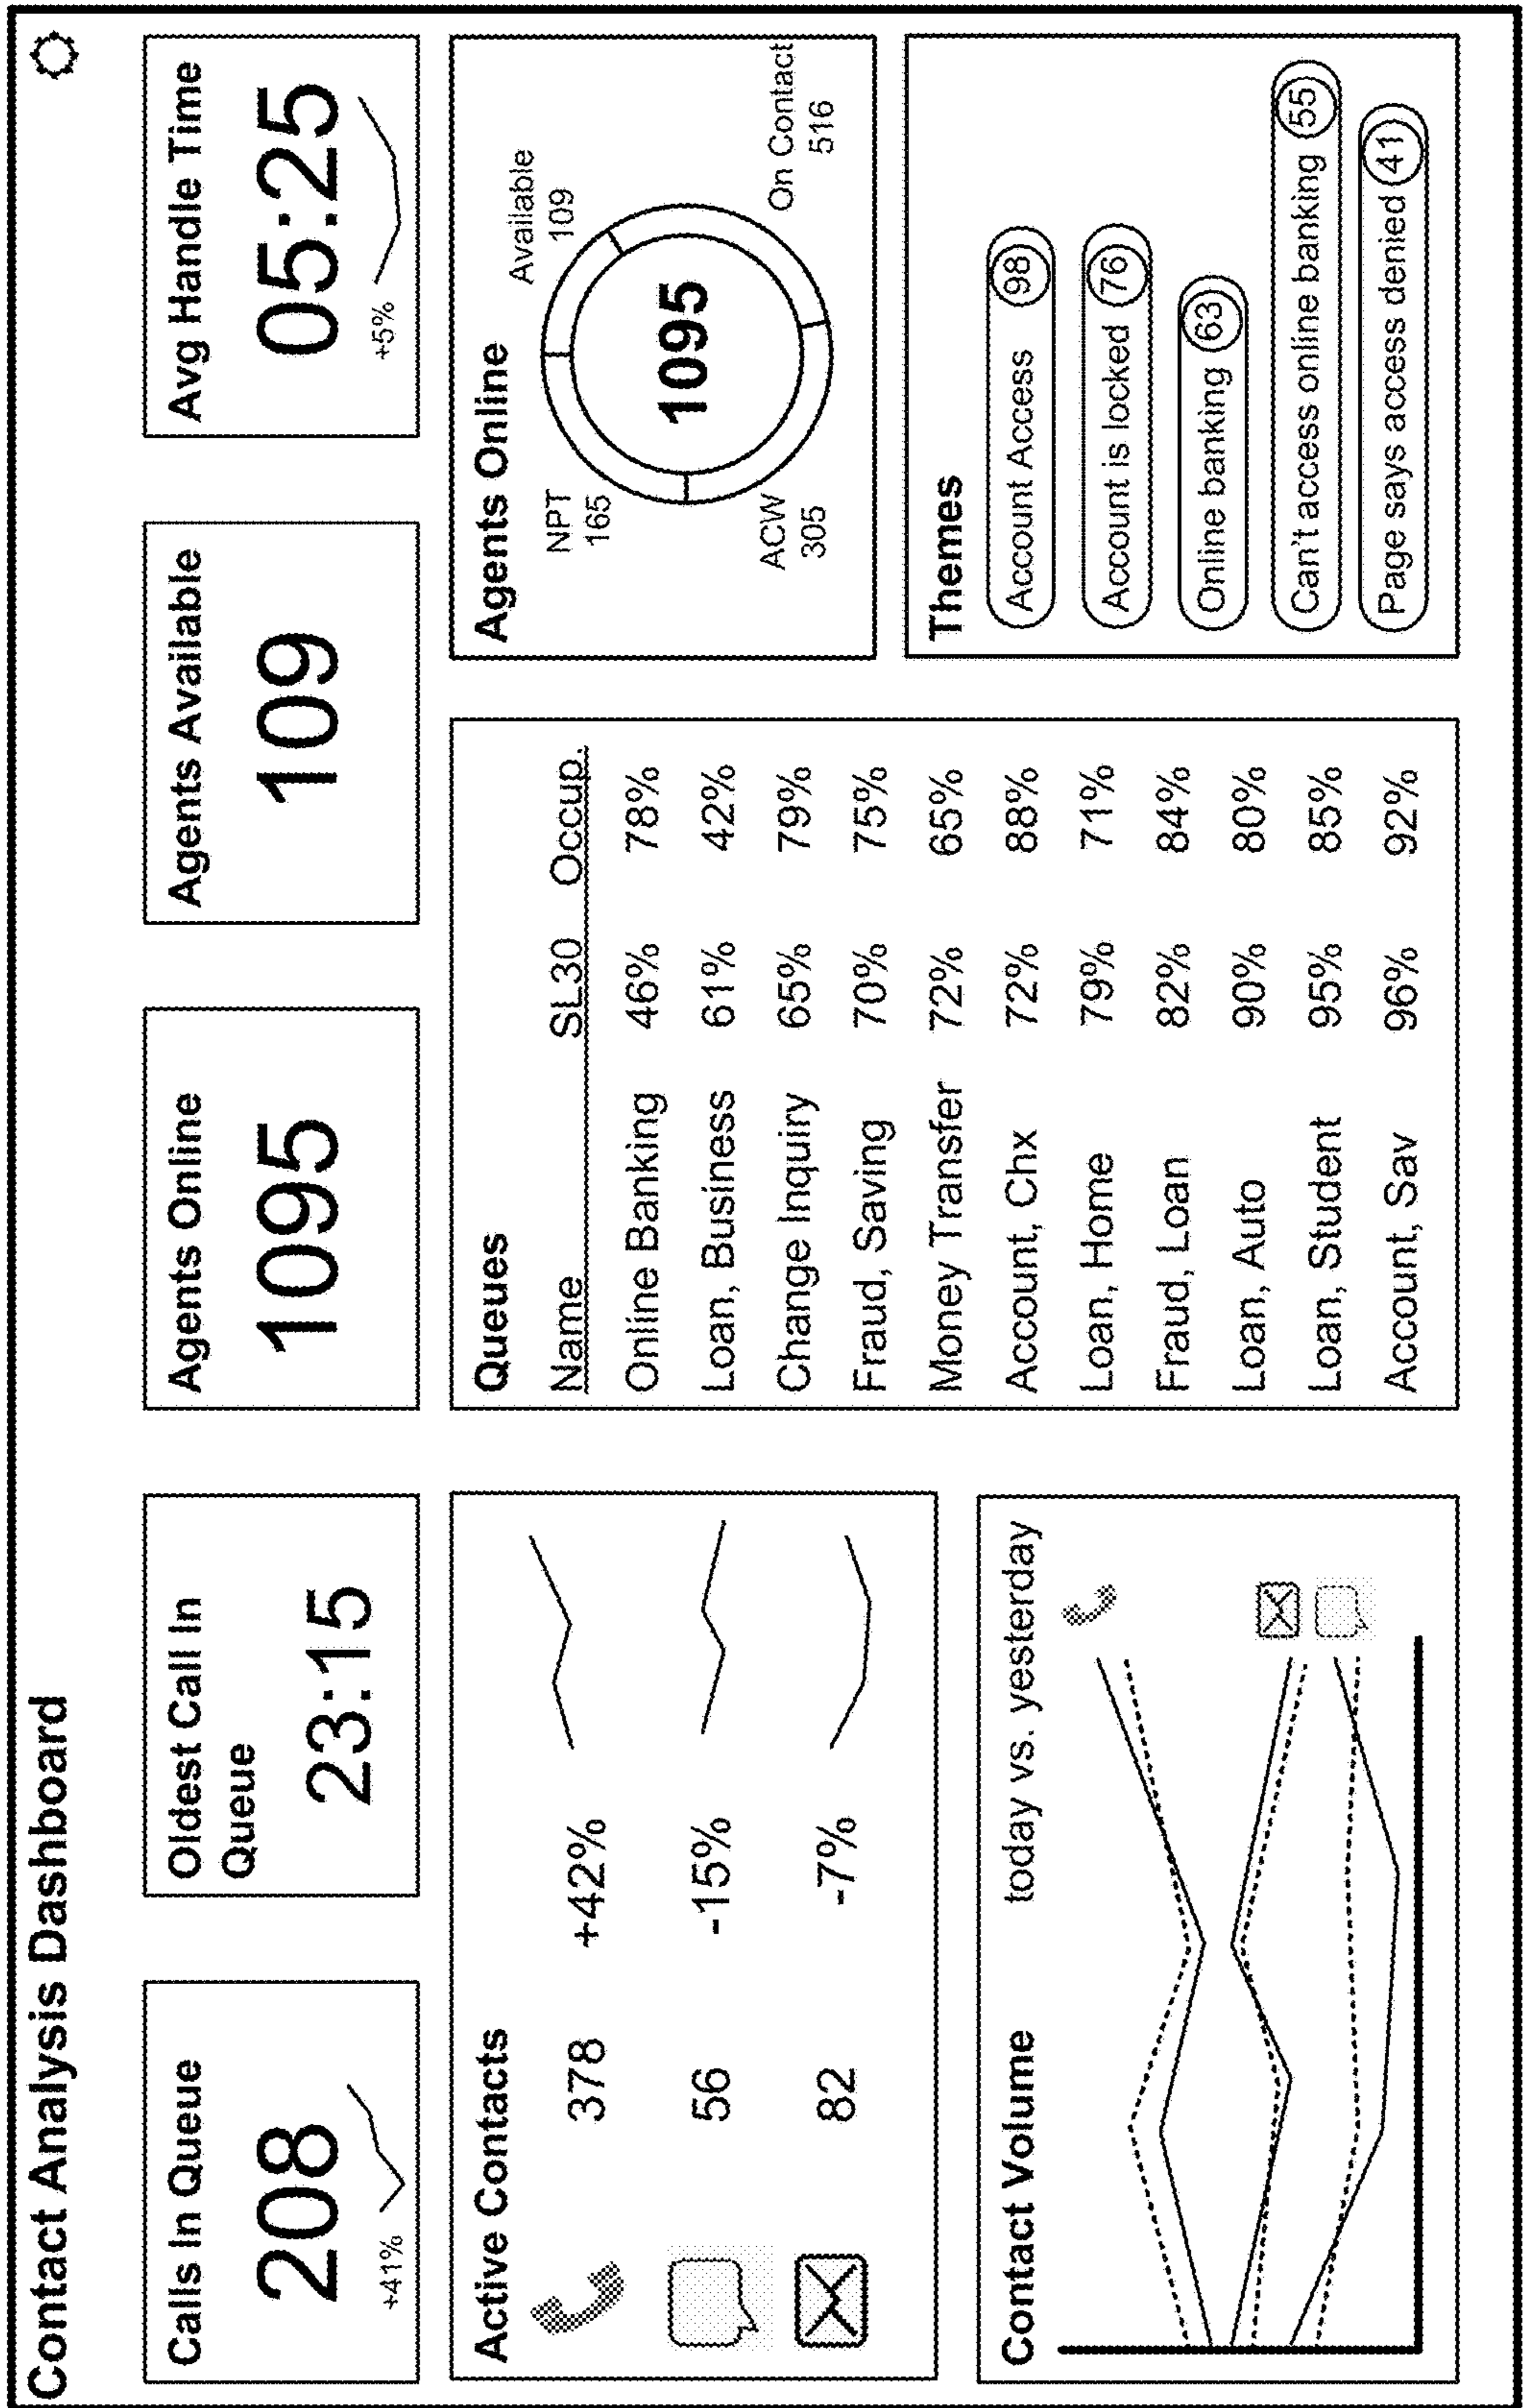 Contact Analysis Dashboard
Calls In Queue
208
+41%
Oldest Call In
Queue
23:15
Agents Online
1095
Agents Available
109
Avg Handle Time
05:25
+5%
Active Contacts
378 +42%
56 -15%
82 -7%
Contact Volume today vs. yesterday
Queues
Name SL30 Occup.
Online Banking 46% 78%
Loan, Business 61% 42%
Change Inquiry 65% 79%
Fraud, Saving 70% 75%
Money Transfer 72% 65%
Account, Chx 72% 88%
Loan, Home 79% 71%
Fraud, Loan 82% 84%
Loan, Auto 90% 80%
Loan, Student 95% 85%
Account, Sav 96% 92%
Agents Online
NPT
165
Available
109
1095
ACW
305
On Contact
516
Themes
Account Access 98
Account is locked 76
Online banking 63
Can't access online banking 55
Page says access denied 41